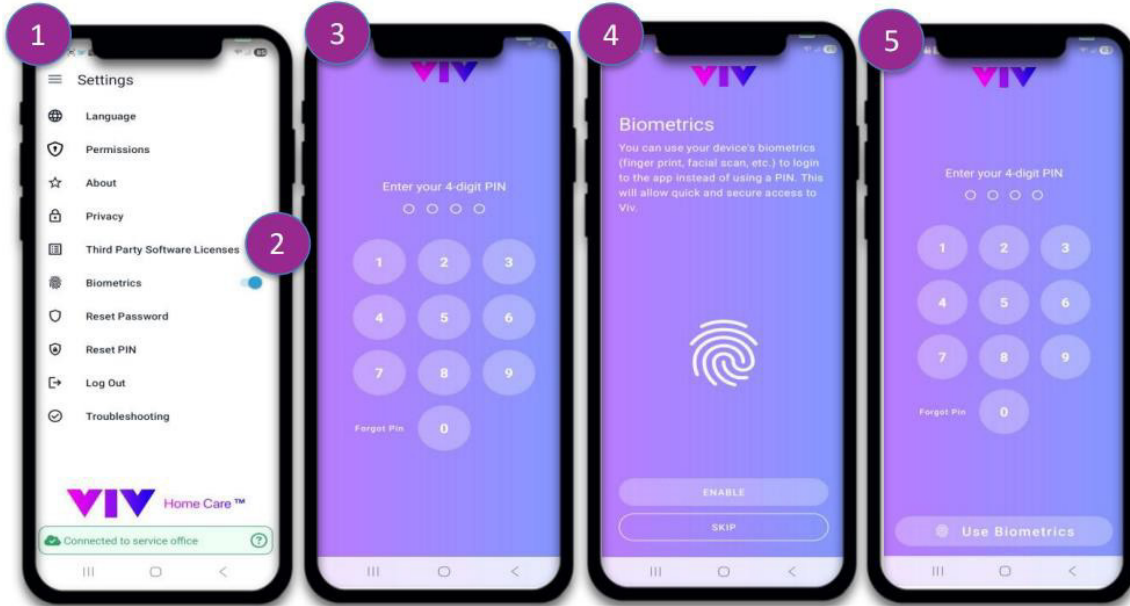 1
Settings
Language
Permissions
About
Privacy
Third Party Software Licenses
2
Biometrics
Reset Password
Reset PIN
Log Out
Troubleshooting
VIV Home Care ™
Connected to service office ?
3
VIV
Enter your 4-digit PIN
1 2 3
4 5 6
7 8 9
Forgot Pin 0
4
VIV
Biometrics
You can use your device's biometrics
(finger print, facial scan, etc.) to login
to the app instead of using a PIN. This
will allow quick and secure access to
Viv.
ENABLE
SKIP
5
VIV
Enter your 4-digit PIN
1 2 3
4 5 6
7 8 9
Forgot Pin 0
Use Biometrics